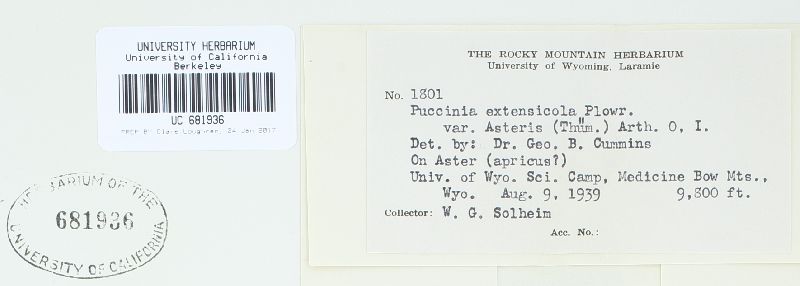 UNIVERSITY HERBARIUM
University of California
Berkeley
UC 681936
PREP BY Clare Loughran, 24 Jan 2017
HERBARIUM OF THE
681936
UNIVERSITY OF CALIFORNIA
THE ROCKY MOUNTAIN HERBARIUM
University of Wyoming, Laramie
No. 1801
Puccinia extensicola Plowr.
var. Asteris (Thüm.) Arth. O, I.
Det. by: Dr. Geo. B. Cummins
On Aster (apricus?)
Univ. of Wyo. Sci. Camp, Medicine Bow Mts.,
Wyo. Aug. 9, 1939 9,800 ft.
Collector: W. G. Solheim
Acc. No.: